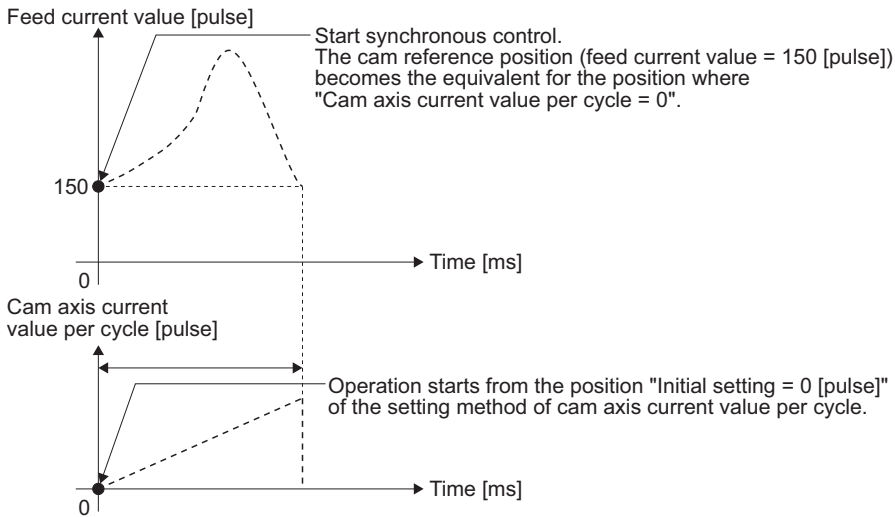 Feed current value [pulse]
Start synchronous control.
The cam reference position (feed current value = 150 [pulse])
becomes the equivalent for the position where
"Cam axis current value per cycle = 0".
150
Time [ms]
0
Cam axis current
value per cycle [pulse]
Operation starts from the position "Initial setting = 0 [pulse]"
of the setting method of cam axis current value per cycle.
Time [ms]
0